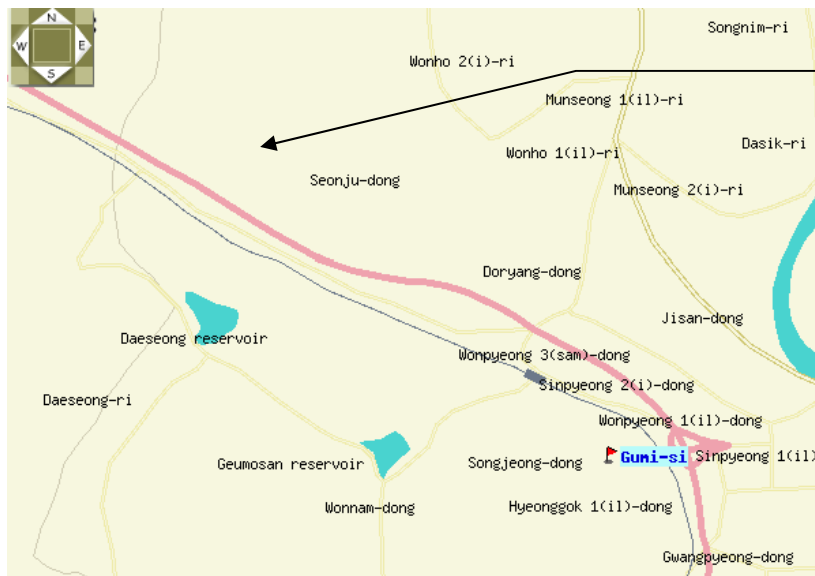 N
W E
S
Songnim-ri
Wonho 2(i)-ri
Munseong 1(il)-ri
Dasik-ri
Wonho 1(il)-ri
Seonju-dong
Munseong 2(i)-ri
Doryang-dong
Jisan-dong
Daeseong reservoir
Wonpyeong 3(sam)-dong
Sinpyeong 2(i)-dong
Daeseong-ri
Wonpyeong 1(il)-dong
Geumosan reservoir
Songjeong-dong
Gumi-si
Sinpyeong 1(il)
Wonnam-dong
Hyeonggok 1(il)-dong
Gwangpyeong-dong